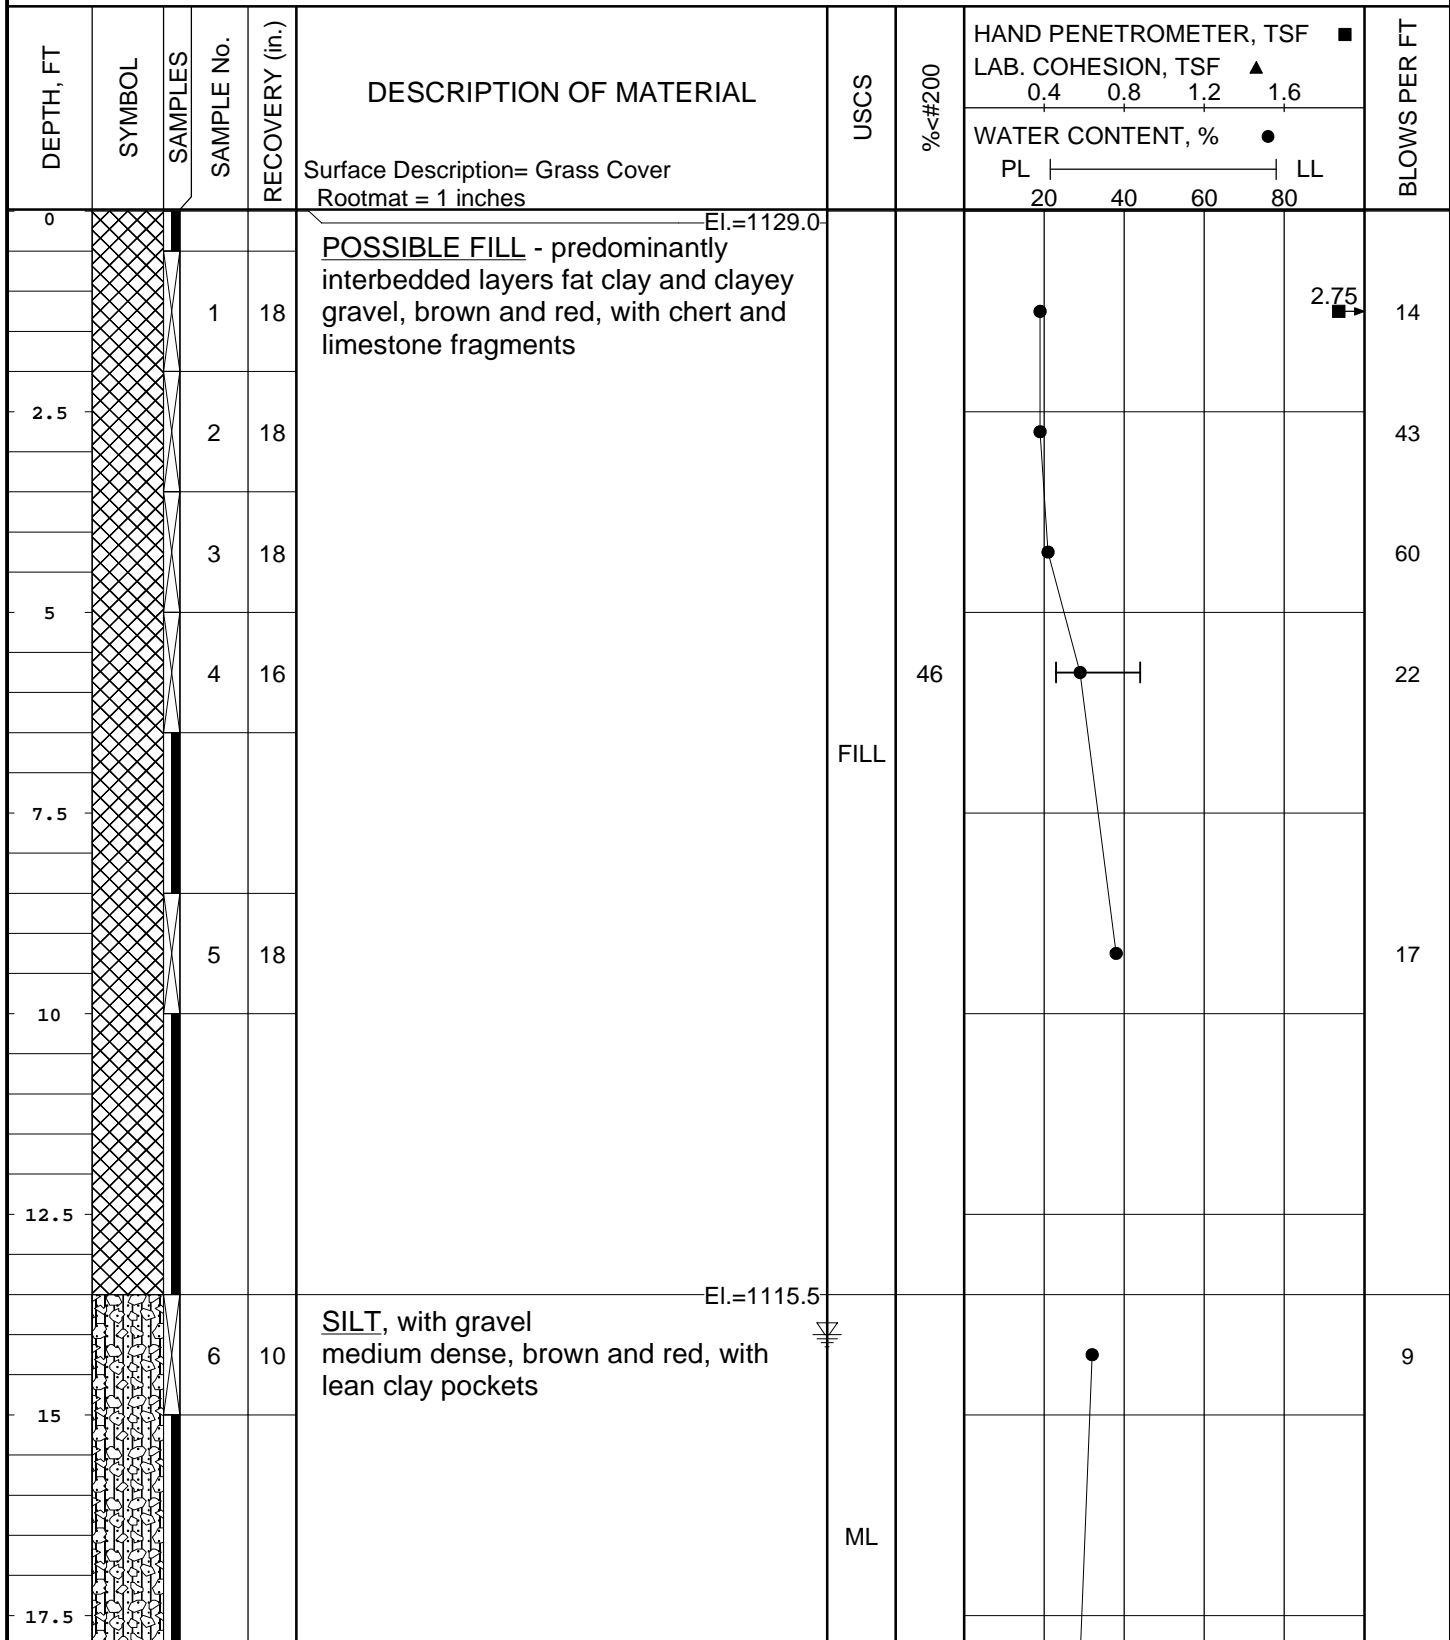 DEPTH, FT
SYMBOL
SAMPLES
SAMPLE No.
RECOVERY (in.)
DESCRIPTION OF MATERIAL
Surface Description= Grass Cover
Rootmat = 1 inches
USCS
%<#200
HAND PENETROMETER, TSF
LAB. COHESION, TSF
0.4 0.8 1.2 1.6
WATER CONTENT, %
PL LL
20 40 60 80
BLOWS PER FT
0
El.=1129.0
POSSIBLE FILL - predominantly
interbedded layers fat clay and clayey
gravel, brown and red, with chert and
limestone fragments
2.75
1 18 14
2.5
2 18 43
3 18 60
5
4 16 46 22
FILL
7.5
5 18 17
10
12.5
El.=1115.5
SILT, with gravel
medium dense, brown and red, with
lean clay pockets
6 10 9
15
ML
17.5